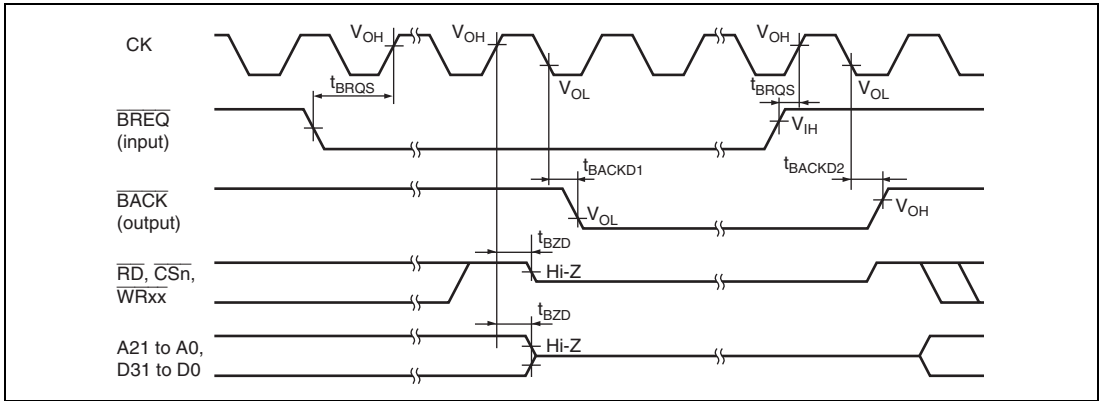 CK
V_OH
V_OH
V_OH
t_BRQS
V_OL
t_BRQS
V_OL
BREQ
(input)
V_IH
t_BACKD1
t_BACKD2
BACK
(output)
V_OL
V_OH
t_BZD
RD, CSn,
WRxx
Hi-Z
t_BZD
A21 to A0,
D31 to D0
Hi-Z